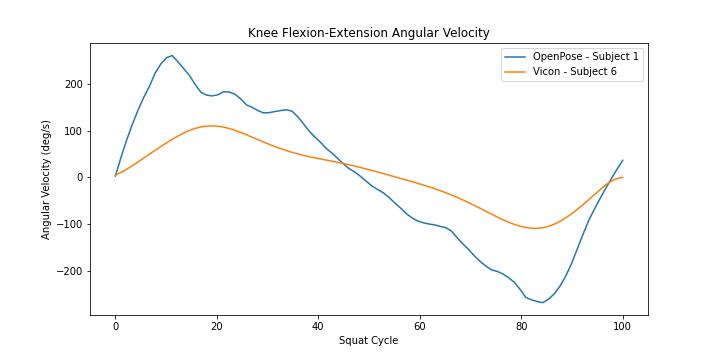 Knee Flexion-Extension Angular Velocity
OpenPose - Subject 1
Vicon - Subject 6
Angular Velocity (deg/s)
200
100
0
−100
−200
0 20 40 60 80 100
Squat Cycle